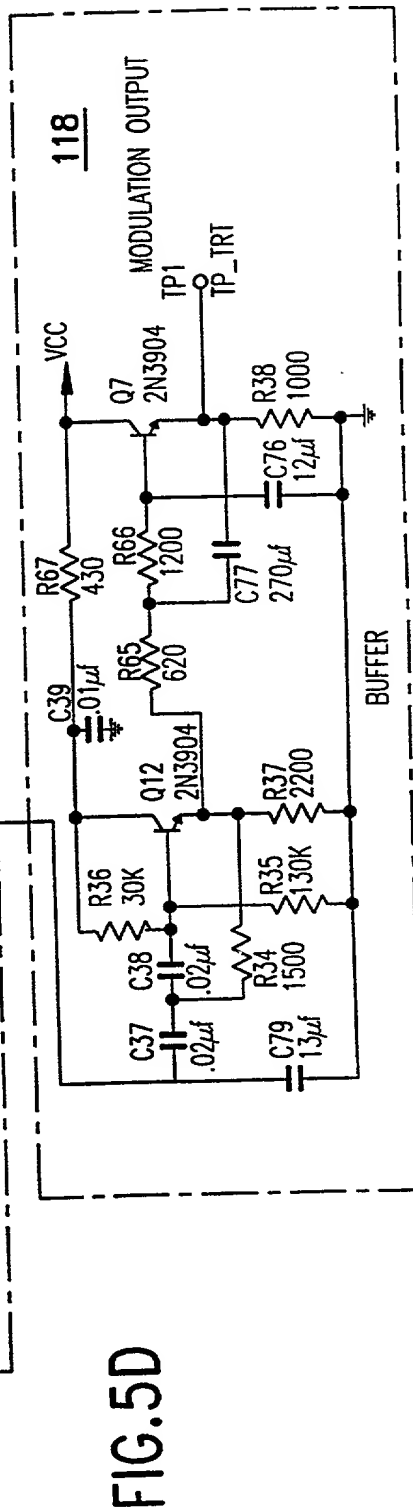 118
MODULATION OUTPUT
VCC
TP1
TP_TRT
Q7
2N3904
R67
430
R66
1200
R65
620
C39
.01µf
C77
270µf
C76
12µf
R38
1000
Q12
2N3904
R36
30K
C38
.02µf
C37
.02µf
R34
1500
R35
130K
R37
2200
C79
13µf
BUFFER
FIG.5D